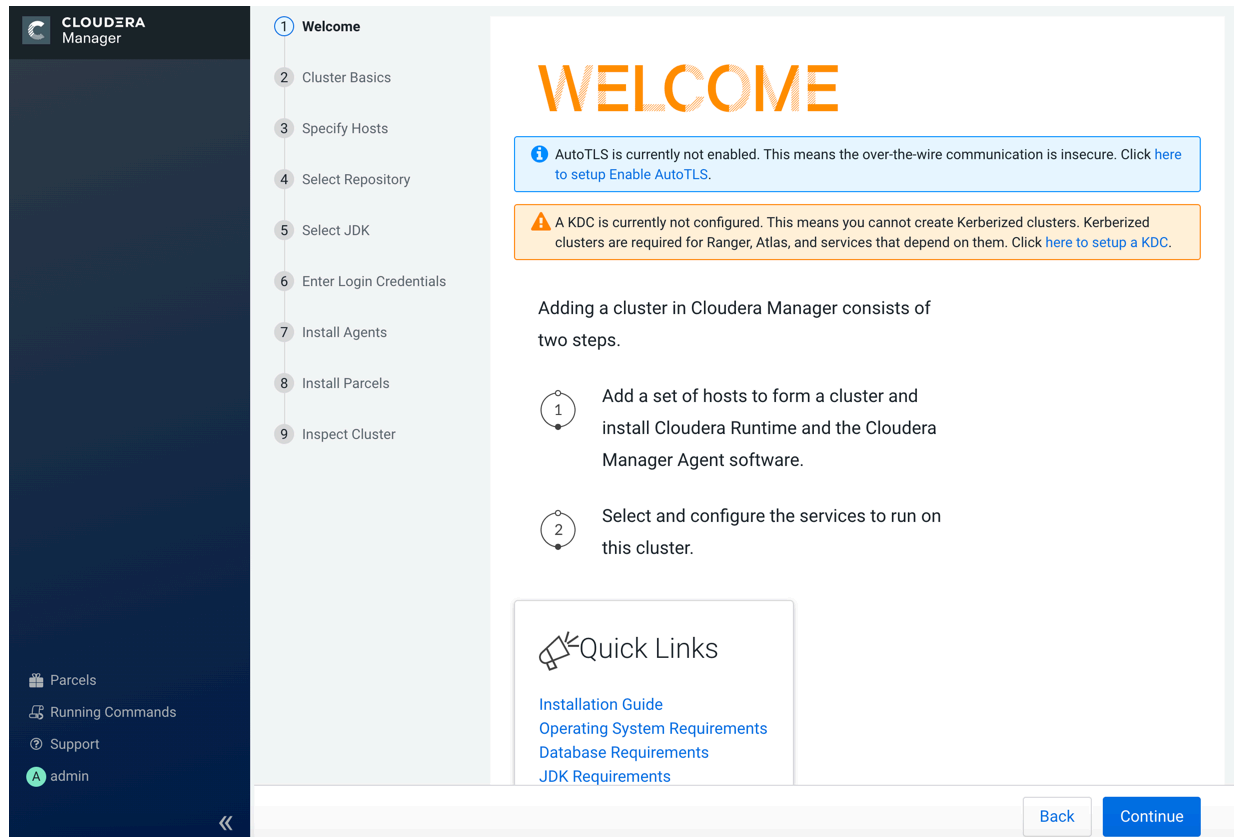 CLOUDERA
Manager
Parcels
Running Commands
Support
A admin
1 Welcome
2 Cluster Basics
3 Specify Hosts
4 Select Repository
5 Select JDK
6 Enter Login Credentials
7 Install Agents
8 Install Parcels
9 Inspect Cluster
WELCOME
AutoTLS is currently not enabled. This means the over-the-wire communication is insecure. Click here
to setup Enable AutoTLS.
A KDC is currently not configured. This means you cannot create Kerberized clusters. Kerberized
clusters are required for Ranger, Atlas, and services that depend on them. Click here to setup a KDC.
Adding a cluster in Cloudera Manager consists of
two steps.
1
Add a set of hosts to form a cluster and
install Cloudera Runtime and the Cloudera
Manager Agent software.
2
Select and configure the services to run on
this cluster.
Quick Links
Installation Guide
Operating System Requirements
Database Requirements
JDK Requirements
Back
Continue